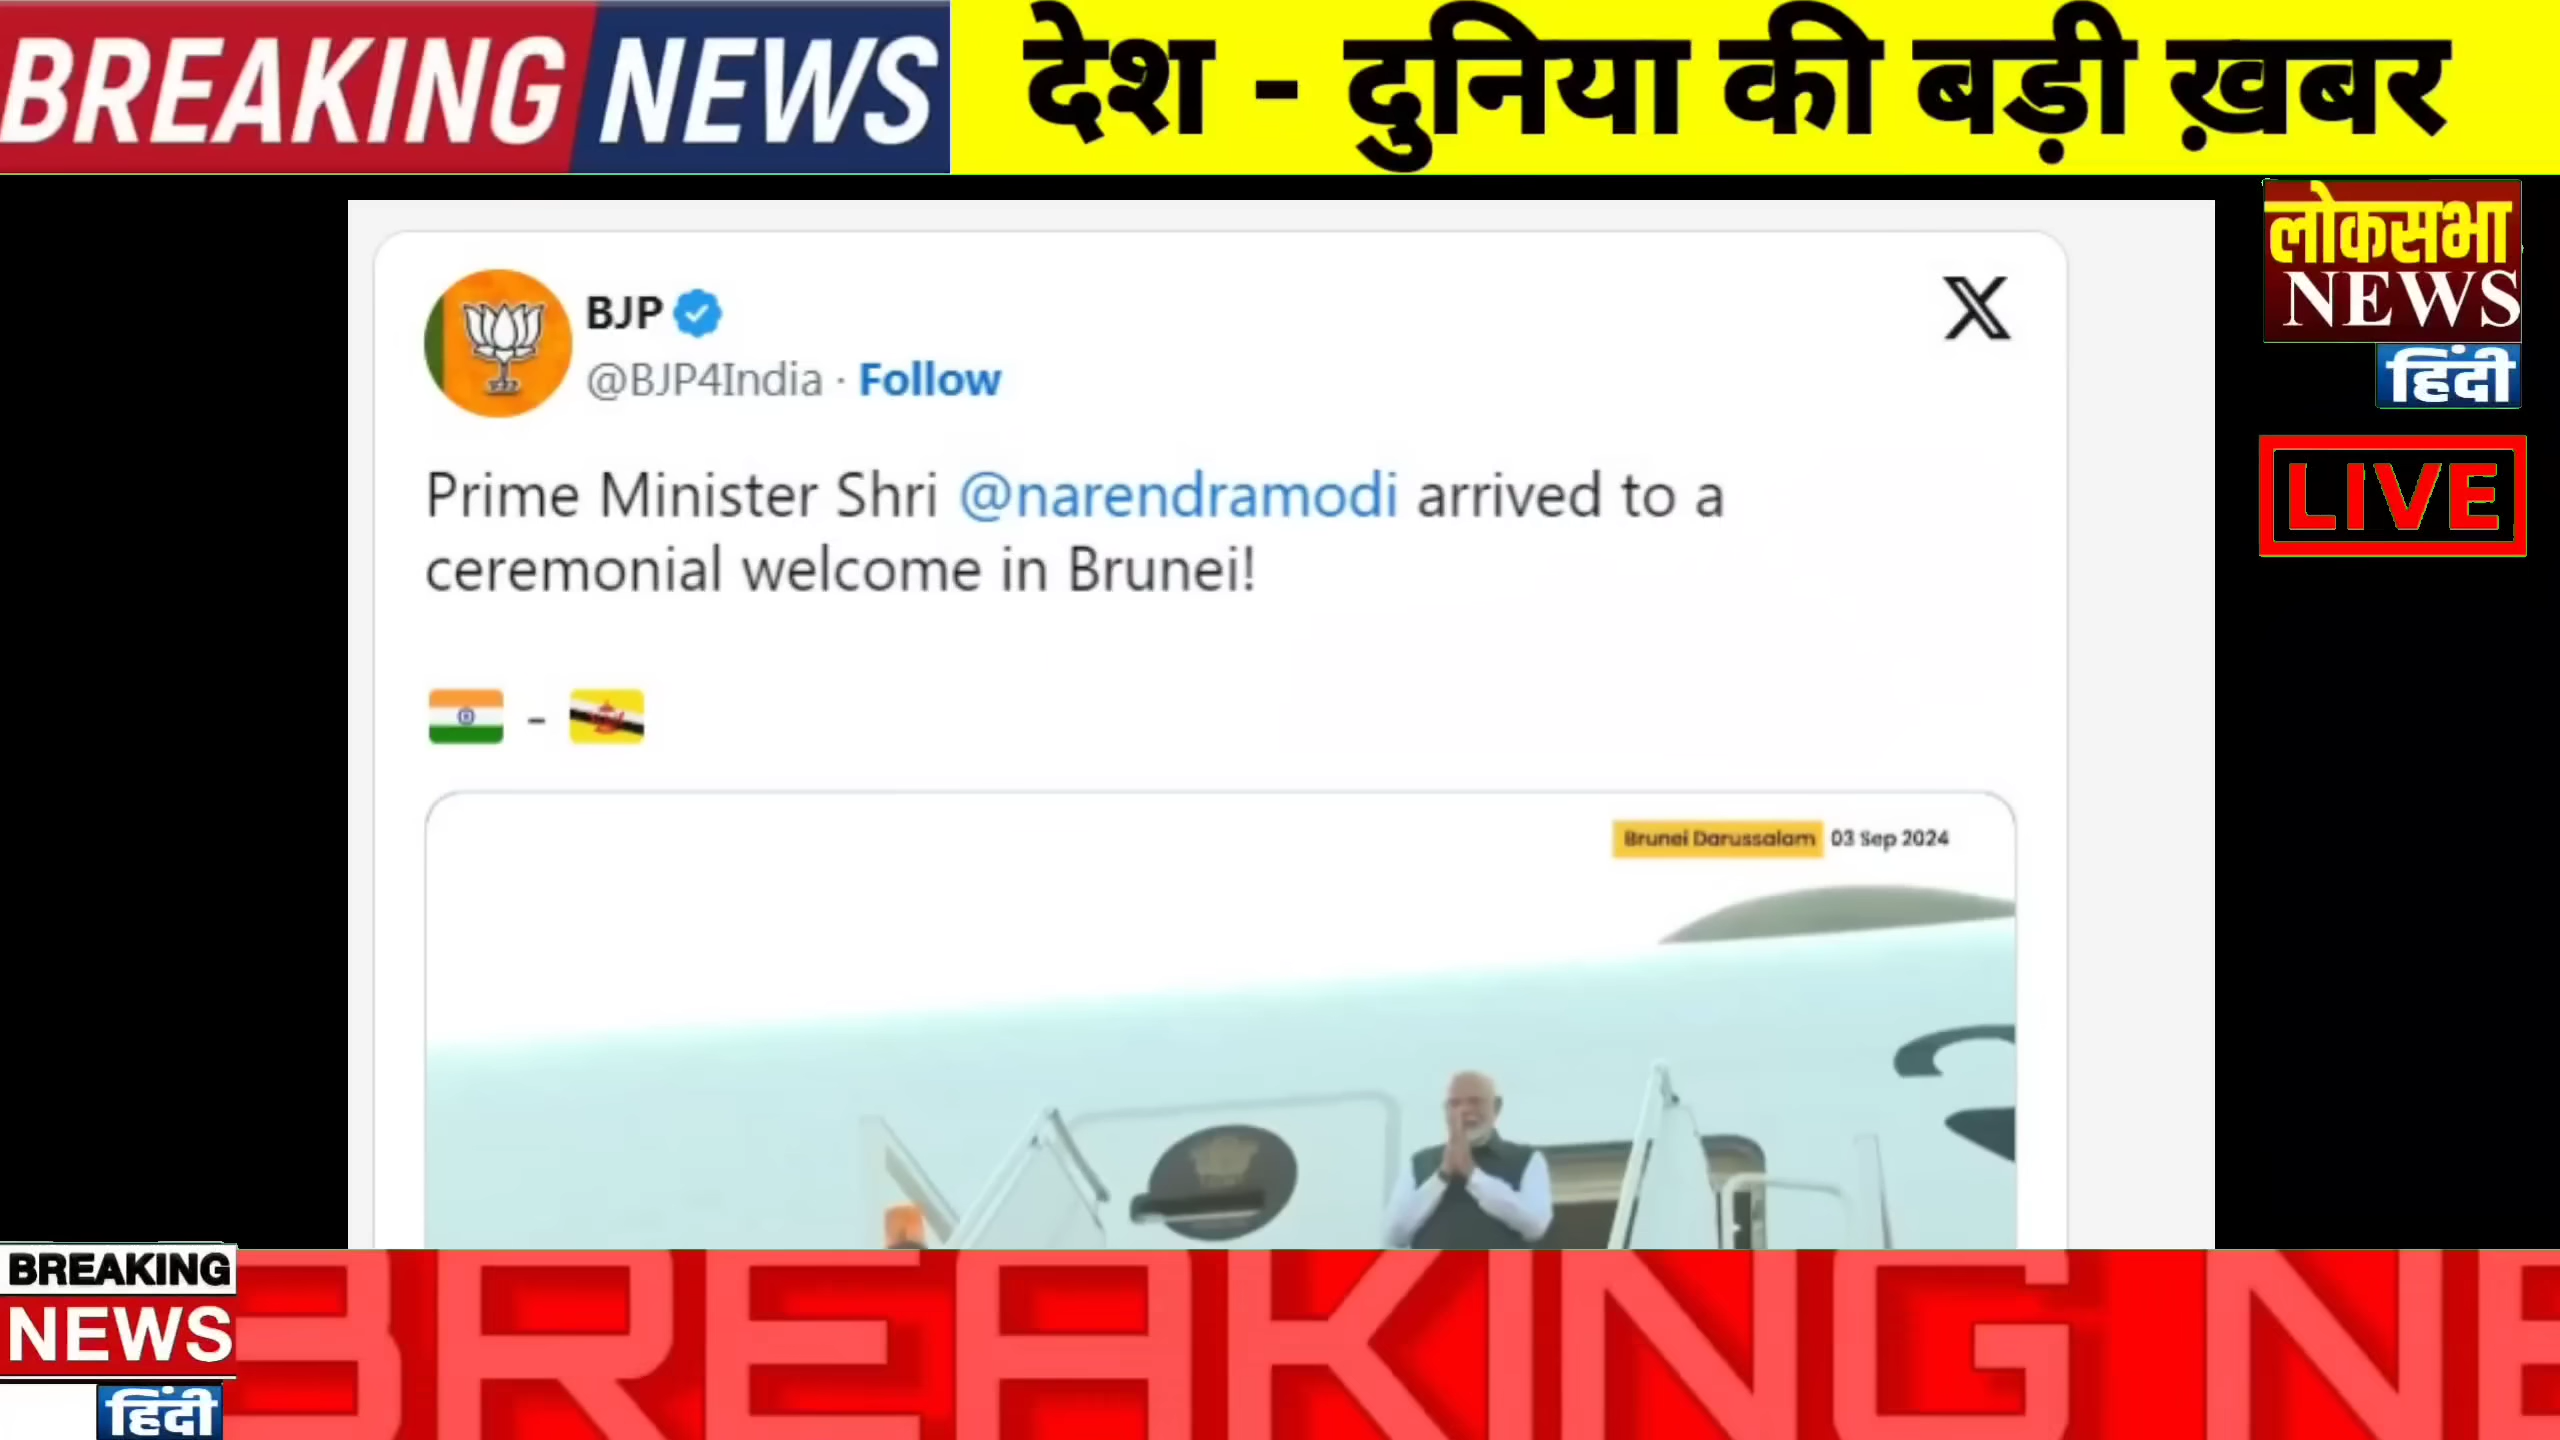 BREAKING NEWS
देश - दुनिया की बड़ी ख़बर
लोकसभा
NEWS
हिंदी
LIVE
BJP
@BJP4India · Follow
Prime Minister Shri @narendramodi arrived to a
ceremonial welcome in Brunei!
-
Brunei Darussalam 03 Sep 2024
BREAKING
NEWS
हिंदी
BREAKING NE